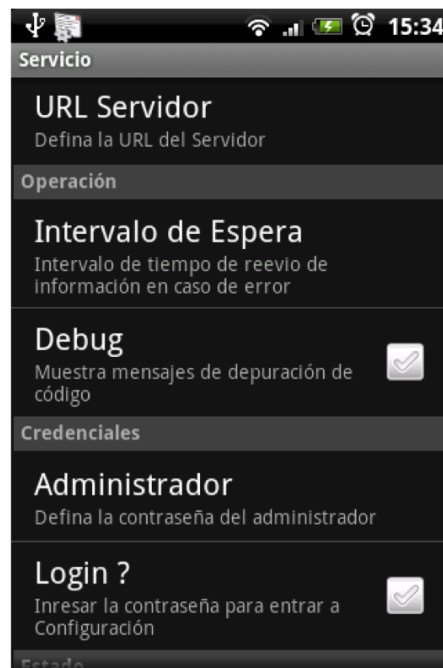 15:34
Servicio
URL Servidor
Defina la URL del Servidor
Operación
Intervalo de Espera
Intervalo de tiempo de reevio de
información en caso de error
Debug
Muestra mensajes de depuración de
código
Credenciales
Administrador
Defina la contraseña del administrador
Login ?
Inresar la contraseña para entrar a
Configuración
Estado